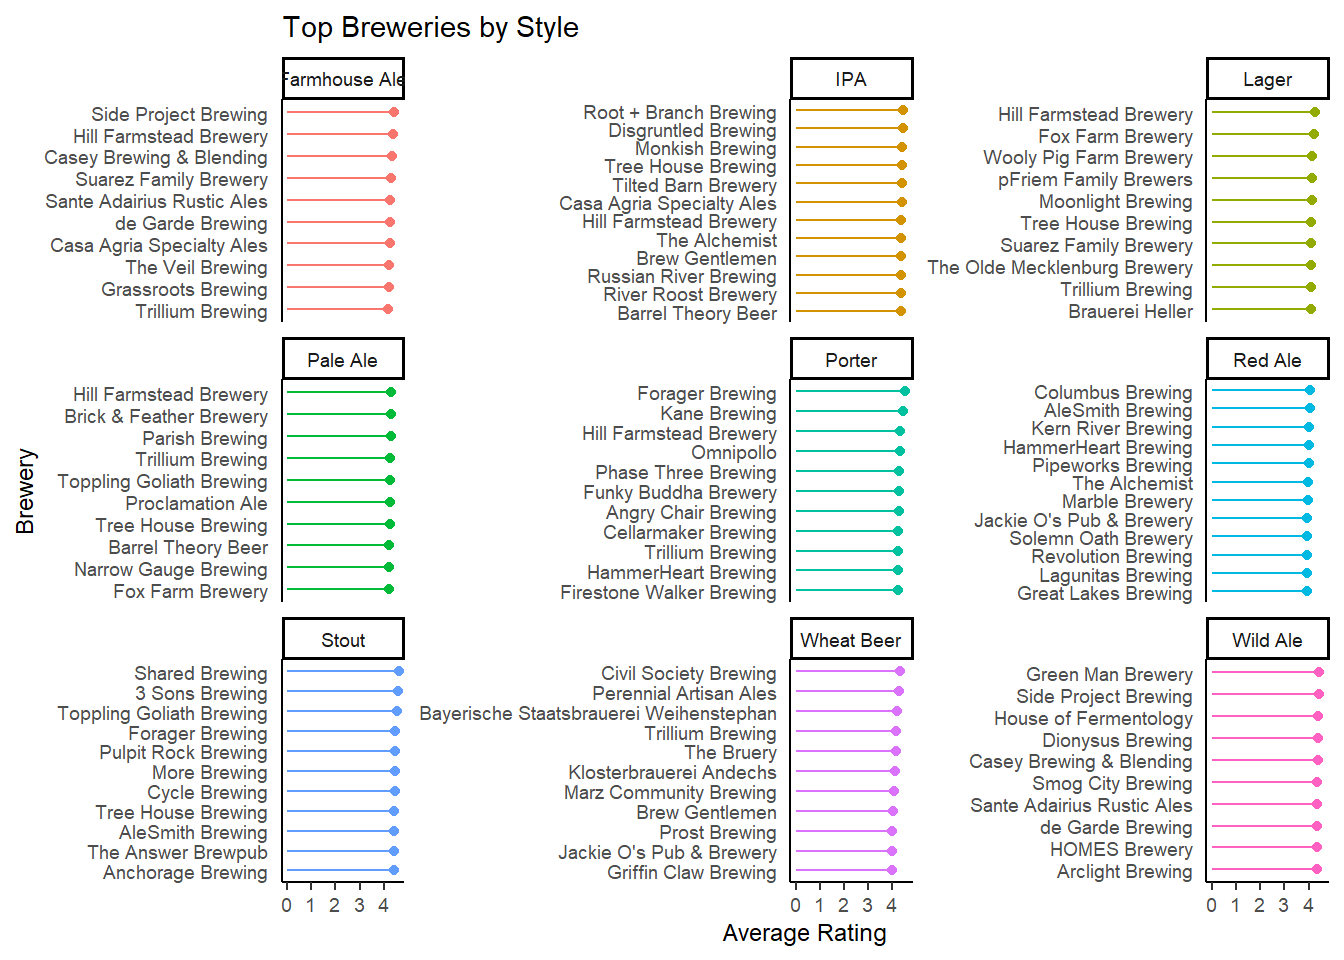 Top Breweries by Style
Farmhouse Ale
Side Project Brewing
Hill Farmstead Brewery
Casey Brewing & Blending
Suarez Family Brewery
Sante Adairius Rustic Ales
de Garde Brewing
Casa Agria Specialty Ales
The Veil Brewing
Grassroots Brewing
Trillium Brewing
IPA
Root + Branch Brewing
Disgruntled Brewing
Monkish Brewing
Tree House Brewing
Tilted Barn Brewery
Casa Agria Specialty Ales
Hill Farmstead Brewery
The Alchemist
Brew Gentlemen
Russian River Brewing
River Roost Brewery
Barrel Theory Beer
Lager
Hill Farmstead Brewery
Fox Farm Brewery
Wooly Pig Farm Brewery
pFriem Family Brewers
Moonlight Brewing
Tree House Brewing
Suarez Family Brewery
The Olde Mecklenburg Brewery
Trillium Brewing
Brauerei Heller
Pale Ale
Hill Farmstead Brewery
Brick & Feather Brewery
Parish Brewing
Trillium Brewing
Toppling Goliath Brewing
Proclamation Ale
Tree House Brewing
Barrel Theory Beer
Narrow Gauge Brewing
Fox Farm Brewery
Porter
Forager Brewing
Kane Brewing
Hill Farmstead Brewery
Omnipollo
Phase Three Brewing
Funky Buddha Brewery
Angry Chair Brewing
Cellarmaker Brewing
Trillium Brewing
HammerHeart Brewing
Firestone Walker Brewing
Red Ale
Columbus Brewing
AleSmith Brewing
Kern River Brewing
HammerHeart Brewing
Pipeworks Brewing
The Alchemist
Marble Brewery
Jackie O's Pub & Brewery
Solemn Oath Brewery
Revolution Brewing
Lagunitas Brewing
Great Lakes Brewing
Stout
Shared Brewing
3 Sons Brewing
Toppling Goliath Brewing
Forager Brewing
Pulpit Rock Brewing
More Brewing
Cycle Brewing
Tree House Brewing
AleSmith Brewing
The Answer Brewpub
Anchorage Brewing
0 1 2 3 4
Wheat Beer
Civil Society Brewing
Perennial Artisan Ales
Bayerische Staatsbrauerei Weihenstephan
Trillium Brewing
The Bruery
Klosterbrauerei Andechs
Marz Community Brewing
Brew Gentlemen
Prost Brewing
Jackie O's Pub & Brewery
Griffin Claw Brewing
0 1 2 3 4
Wild Ale
Green Man Brewery
Side Project Brewing
House of Fermentology
Dionysus Brewing
Casey Brewing & Blending
Smog City Brewing
Sante Adairius Rustic Ales
de Garde Brewing
HOMES Brewery
Arclight Brewing
0 1 2 3 4
Brewery
Average Rating